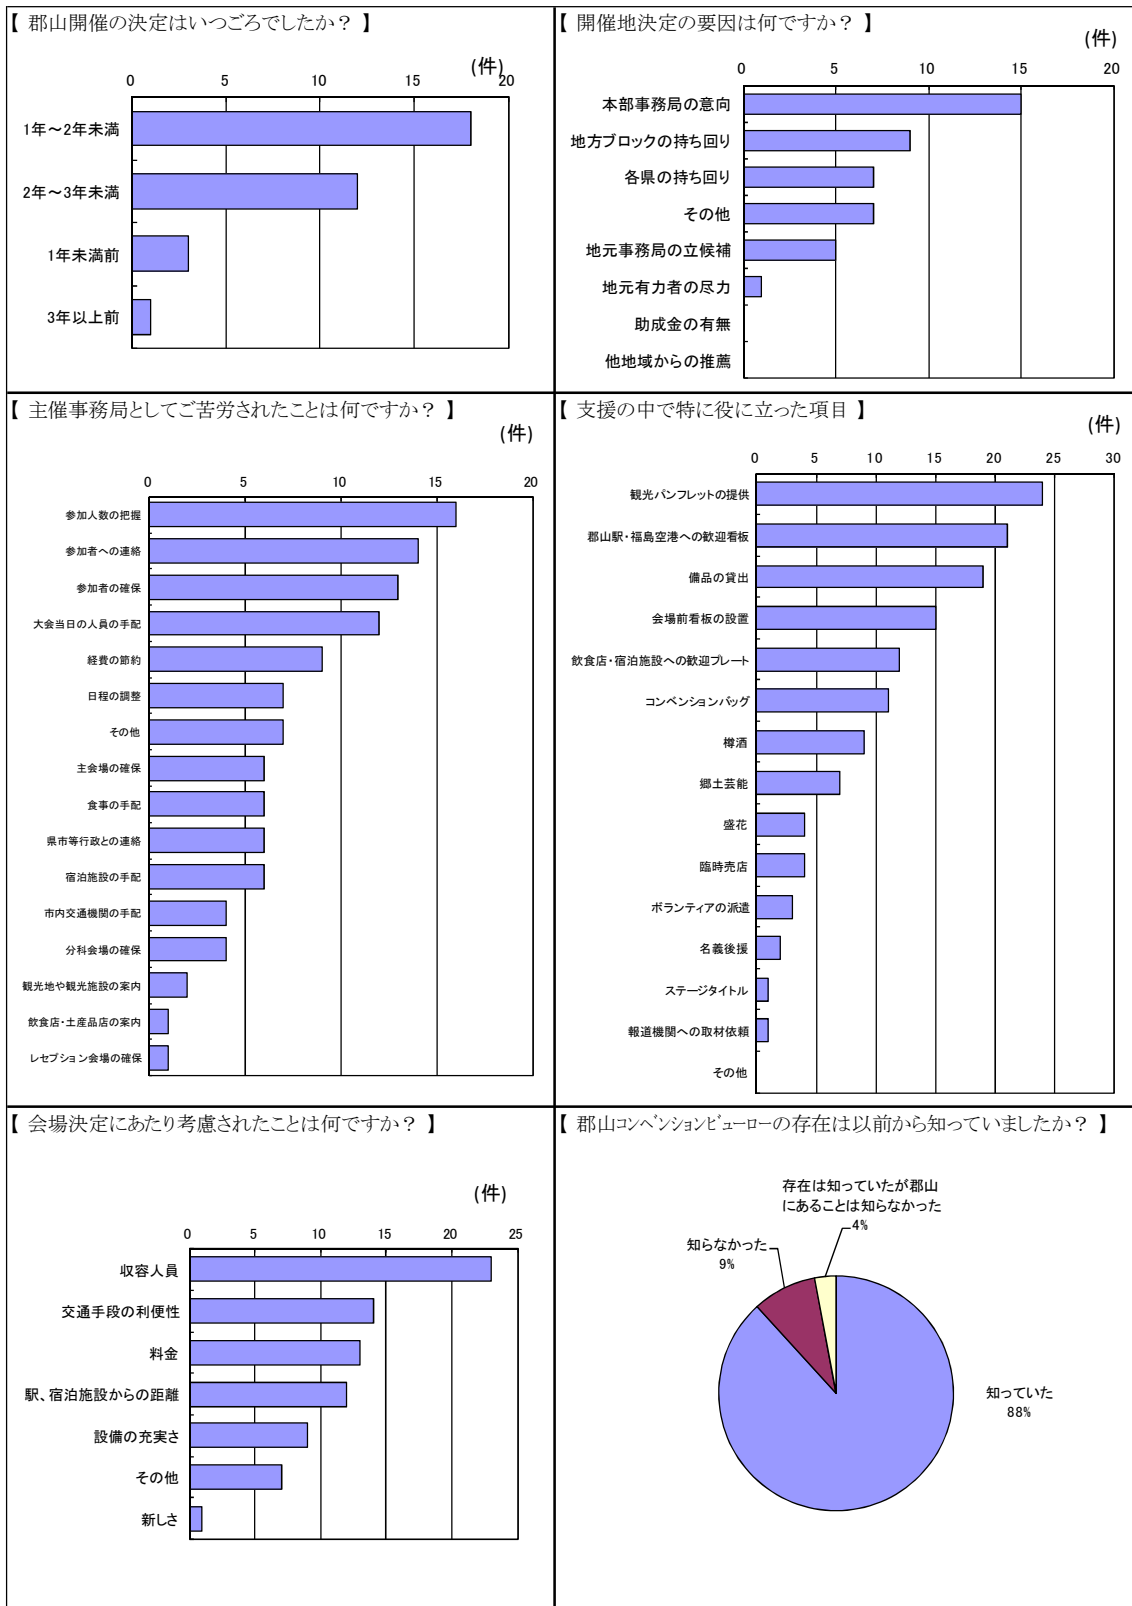 【 郡山開催の決定はいつごろでしたか？ 】
(件)
0 5 10 15 20
1年～2年未満
2年～3年未満
1年未満前
3年以上前
【 開催地決定の要因は何ですか？ 】
(件)
0 5 10 15 20
本部事務局の意向
地方ブロックの持ち回り
各県の持ち回り
その他
地元事務局の立候補
地元有力者の尽力
助成金の有無
他地域からの推薦
【 主催事務局としてご苦労されたことは何ですか？ 】
(件)
0 5 10 15 20
参加人数の把握
参加者への連絡
参加者の確保
大会当日の人員の手配
経費の節約
日程の調整
その他
主会場の確保
食事の手配
県市等行政との連絡
宿泊施設の手配
市内交通機関の手配
分科会場の確保
観光地や観光施設の案内
飲食店・土産品店の案内
レセプション会場の確保
【 支援の中で特に役に立った項目 】
(件)
0 5 10 15 20 25 30
観光パンフレットの提供
郡山駅・福島空港への歓迎看板
備品の貸出
会場前看板の設置
飲食店・宿泊施設への歓迎プレート
コンベンションバッグ
樽酒
郷土芸能
盛花
臨時売店
ボランティアの派遣
名義後援
ステージタイトル
報道機関への取材依頼
その他
【 会場決定にあたり考慮されたことは何ですか？ 】
(件)
0 5 10 15 20 25
収容人員
交通手段の利便性
料金
駅、宿泊施設からの距離
設備の充実さ
その他
新しさ
【 郡山ｺﾝﾍﾞﾝｼｮﾝﾋﾞｭｰﾛｰの存在は以前から知っていましたか？ 】
存在は知っていたが郡山
にあることは知らなかった
4%
知らなかった
9%
知っていた
88%